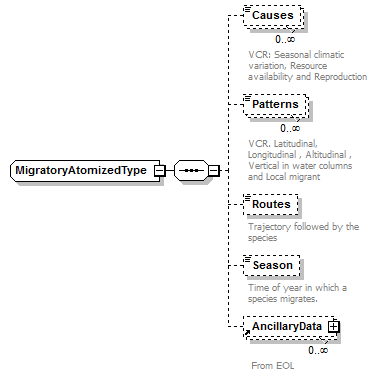 Causes
0..∞
VCR: Seasonal climatic
variation, Resource
availability and Reproduction
Patterns
0..∞
VCR. Latitudinal,
Longitudinal , Altitudinal ,
Vertical in water columns
and Local migrant
MigratoryAtomizedType
Routes
Trajectory followed by the
species
Season
Time of year in which a
species migrates.
AncillaryData
0..∞
From EOL